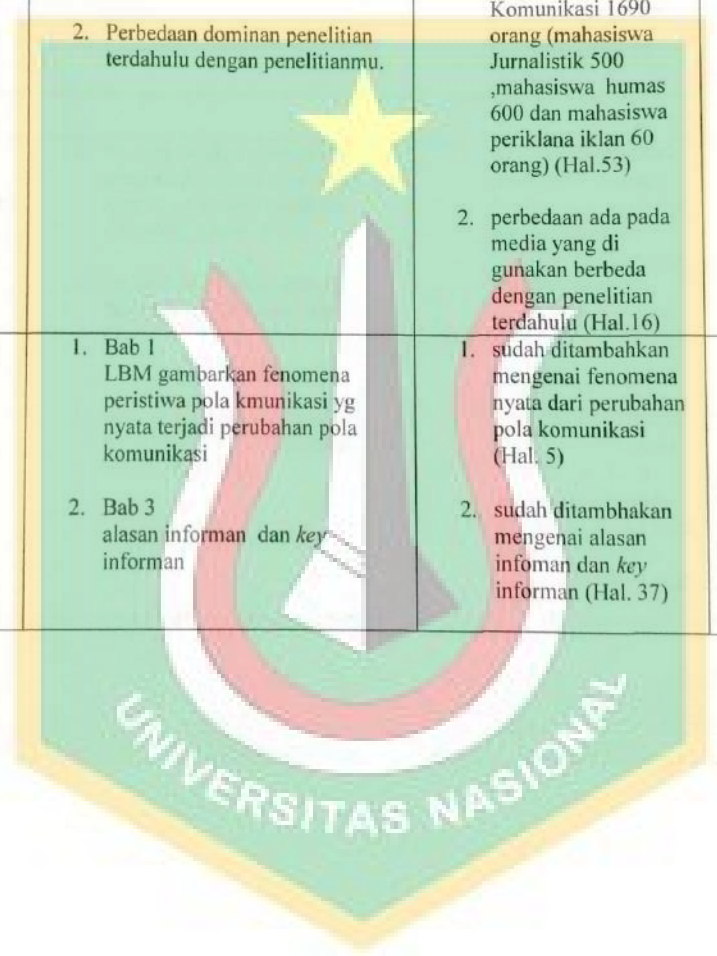 2. Perbedaan dominan penelitian
terdahulu dengan penelitianmu.
Komunikasi 1690
orang (mahasiswa
Jurnalistik 500
,mahasiswa humas
600 dan mahasiswa
periklana iklan 60
orang) (Hal.53)
2. perbedaan ada pada
media yang di
gunakan berbeda
dengan penelitian
terdahulu (Hal.16)
1. Bab 1
LBM gambarkan fenomena
peristiwa pola kmunikasi yg
nyata terjadi perubahan pola
komunikasi
2. Bab 3
alasan informan dan key
informan
1. sudah ditambahkan
mengenai fenomena
nyata dari perubahan
pola komunikasi
(Hal. 5)
2. sudah ditambhakan
mengenai alasan
infoman dan key
informan (Hal. 37)
UNIVERSITAS NASIONAL